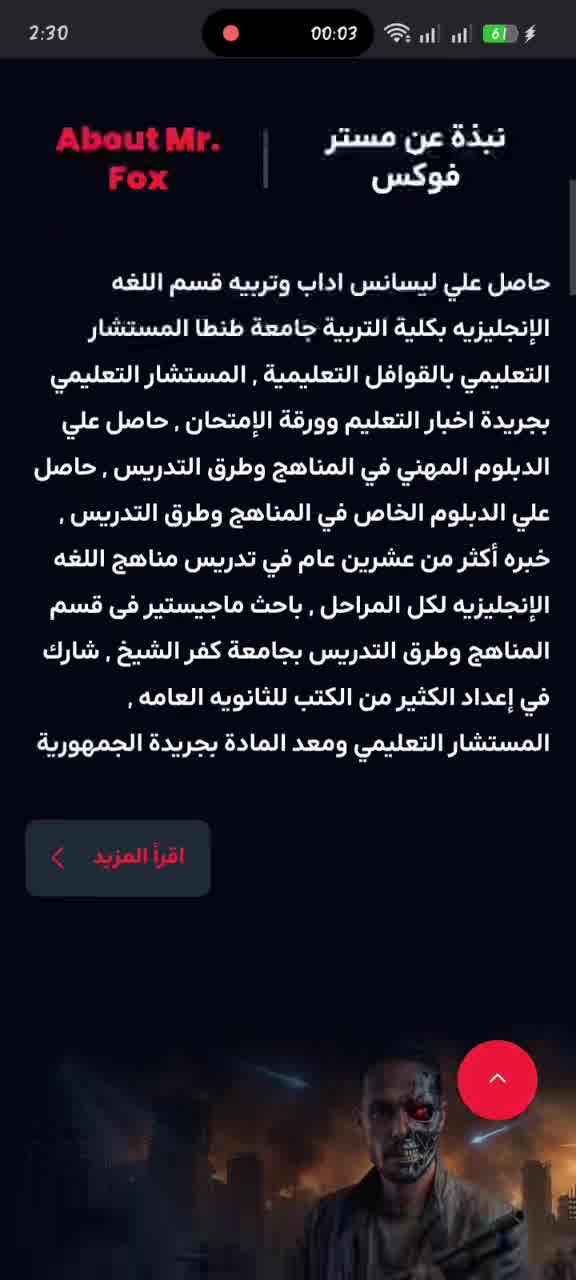 2:30
00:03
61
نبذة عن مستر
فوكس
About Mr.
Fox
حاصل علي ليسانس اداب وتربيه قسم اللغه
الإنجليزيه بكلية التربية جامعة طنطا المستشار
التعليمي بالقوافل التعليمية , المستشار التعليمي
بجريدة اخبار التعليم وورقة الإمتحان , حاصل علي
الدبلوم المهني في المناهج وطرق التدريس , حاصل
علي الدبلوم الخاص في المناهج وطرق التدريس ,
خبره أكثر من عشرين عام في تدريس مناهج اللغه
الإنجليزيه لكل المراحل , باحث ماجيستير فى قسم
المناهج وطرق التدريس بجامعة كفر الشيخ , شارك
في إعداد الكثير من الكتب للثانويه العامه ,
المستشار التعليمي ومعد المادة بجريدة الجمهورية
اقرأ المزيد